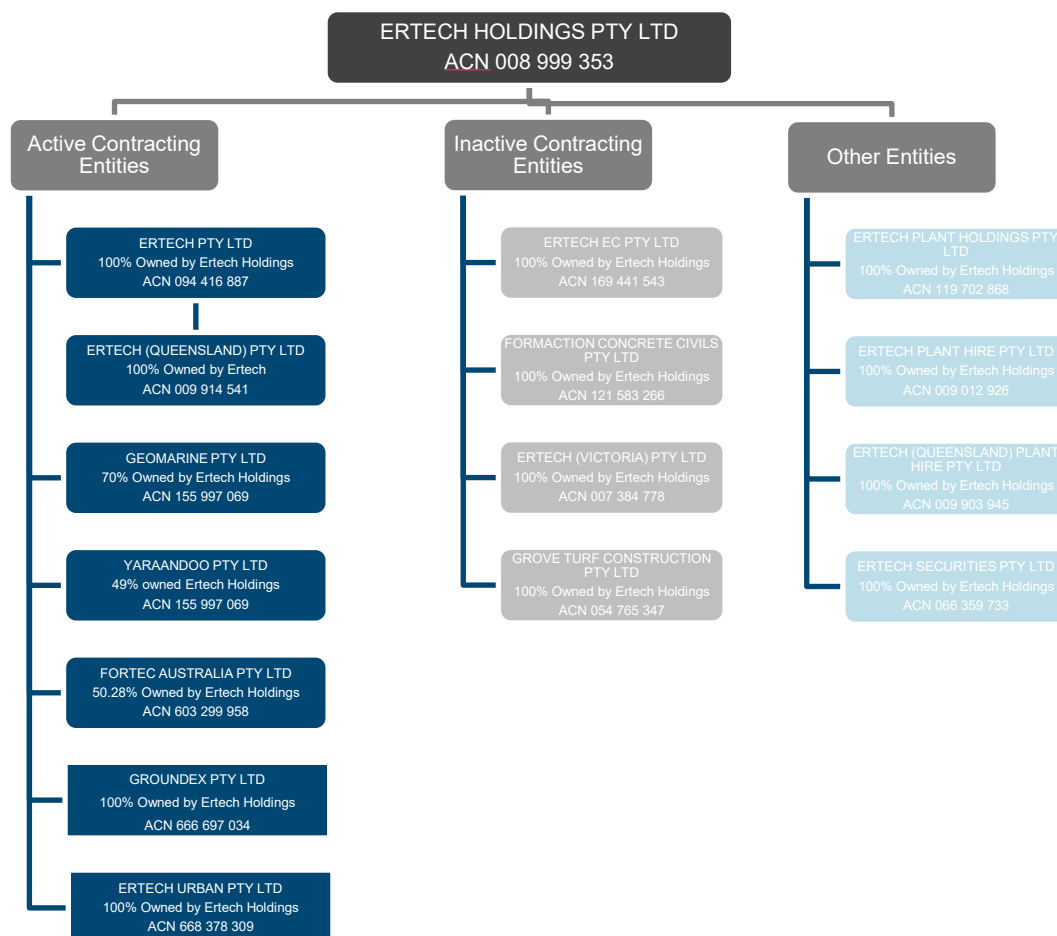 ERTECH HOLDINGS PTY LTD
ACN 008 999 353
Active Contracting
Entities
ERTECH PTY LTD
100% Owned by Ertech Holdings
ACN 094 416 887
ERTECH (QUEENSLAND) PTY LTD
100% Owned by Ertech
ACN 009 914 541
GEOMARINE PTY LTD
70% Owned by Ertech Holdings
ACN 155 997 069
YARAANDOO PTY LTD
49% owned Ertech Holdings
ACN 155 997 069
FORTEC AUSTRALIA PTY LTD
50.28% Owned by Ertech Holdings
ACN 603 299 958
GROUNDEX PTY LTD
100% Owned by Ertech Holdings
ACN 666 697 034
ERTECH URBAN PTY LTD
100% Owned by Ertech Holdings
ACN 668 378 309
Inactive Contracting
Entities
ERTECH EC PTY LTD
100% Owned by Ertech Holdings
ACN 169 441 543
FORMACTION CONCRETE CIVILS
PTY LTD
100% Owned by Ertech Holdings
ACN 121 583 266
ERTECH (VICTORIA) PTY LTD
100% Owned by Ertech Holdings
ACN 007 384 778
GROVE TURF CONSTRUCTION
PTY LTD
100% Owned by Ertech Holdings
ACN 054 765 347
Other Entities
ERTECH PLANT HOLDINGS PTY
LTD
100% Owned by Ertech Holdings
ACN 119 702 868
ERTECH PLANT HIRE PTY LTD
100% Owned by Ertech Holdings
ACN 009 012 926
ERTECH (QUEENSLAND) PLANT
HIRE PTY LTD
100% Owned by Ertech Holdings
ACN 009 903 945
ERTECH SECURITIES PTY LTD
100% Owned by Ertech Holdings
ACN 066 359 733